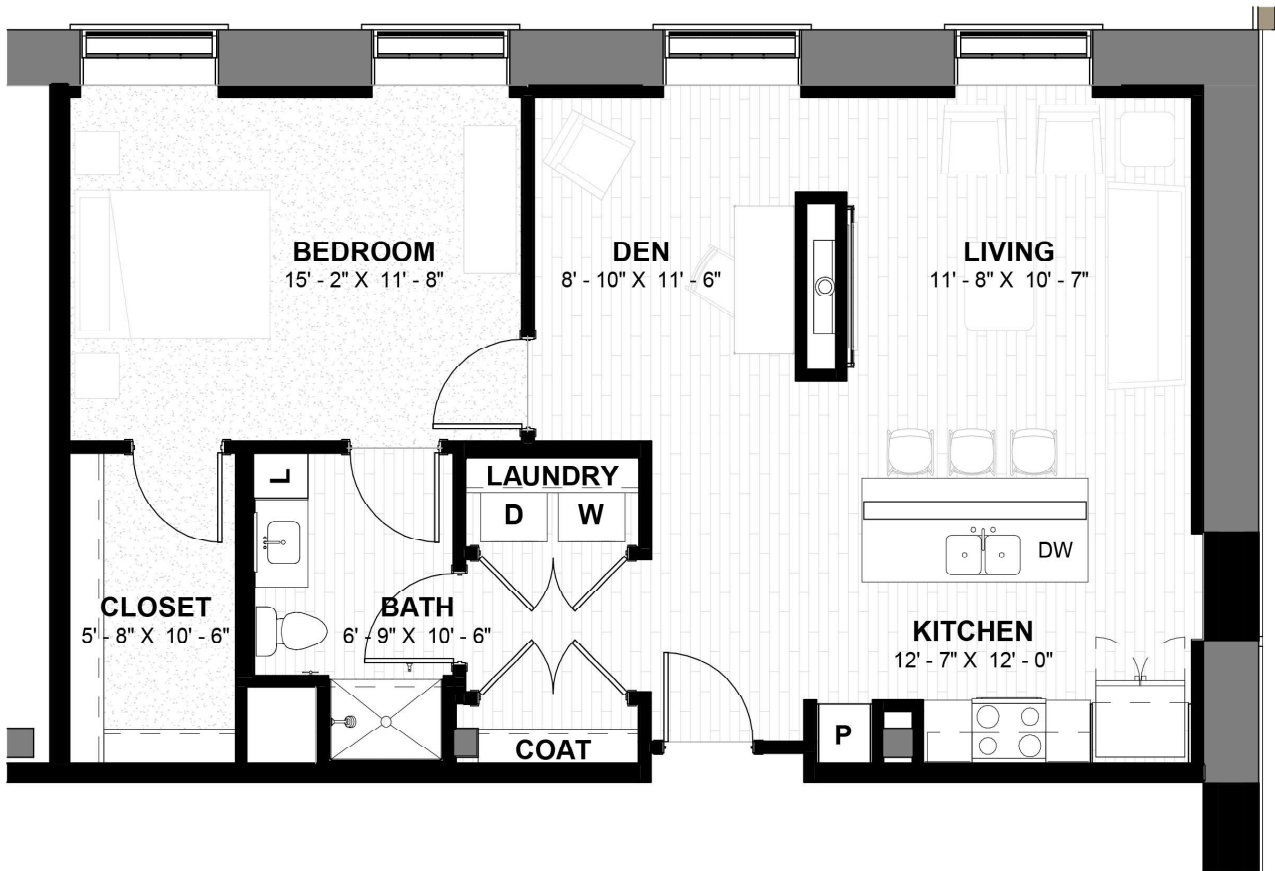 BEDROOM
15' - 2" X 11' - 8"
DEN
8' - 10" X 11' - 6"
LIVING
11' - 8" X 10' - 7"
L
LAUNDRY
D W
DW
CLOSET
5' - 8" X 10' - 6"
BATH
6' - 9" X 10' - 6"
KITCHEN
12' - 7" X 12' - 0"
COAT
P